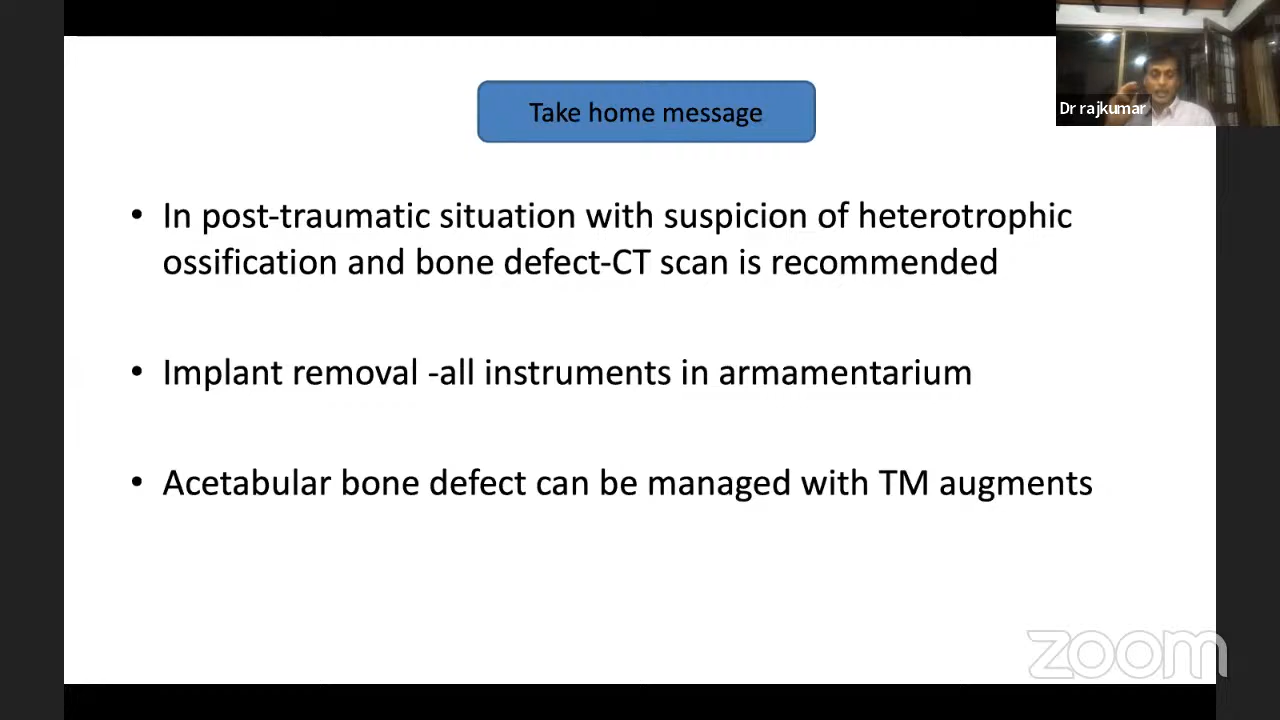 Take home message
Dr rajkumar
• In post-traumatic situation with suspicion of heterotrophic
ossification and bone defect-CT scan is recommended
• Implant removal -all instruments in armamentarium
• Acetabular bone defect can be managed with TM augments
zoom